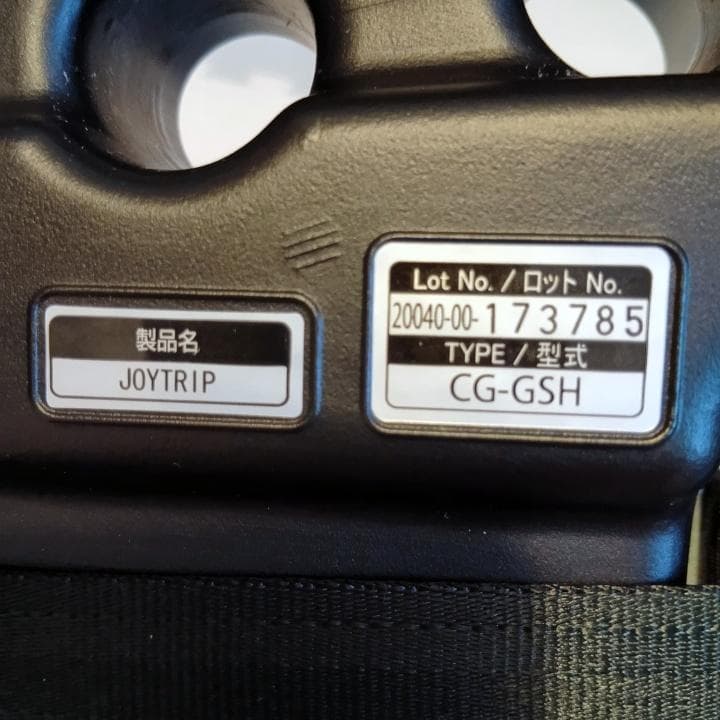 製品名
JOYTRIP
Lot No. / ロット No.
20040-00-173785
TYPE / 型式
CG-GSH